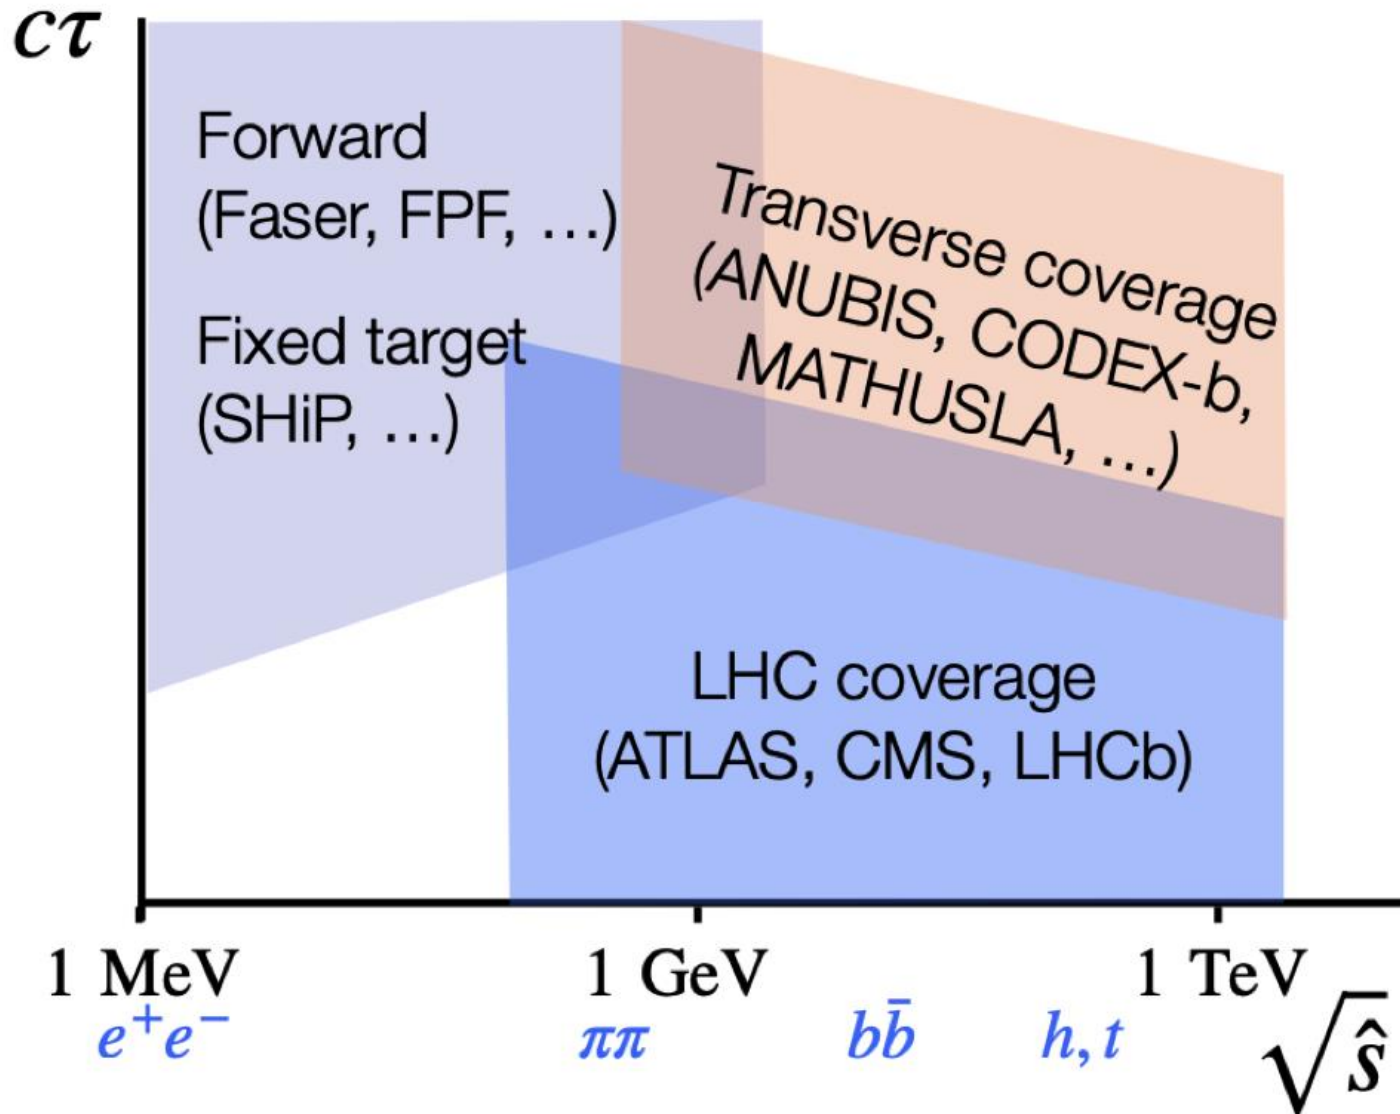 cτ
Forward
(Faser, FPF, …)
Fixed target
(SHiP, …)
Transverse coverage
(ANUBIS, CODEX-b,
MATHUSLA, …)
LHC coverage
(ATLAS, CMS, LHCb)
1 MeV 1 GeV 1 TeV
e⁺e⁻ ππ bb̄ h, t √ŝ